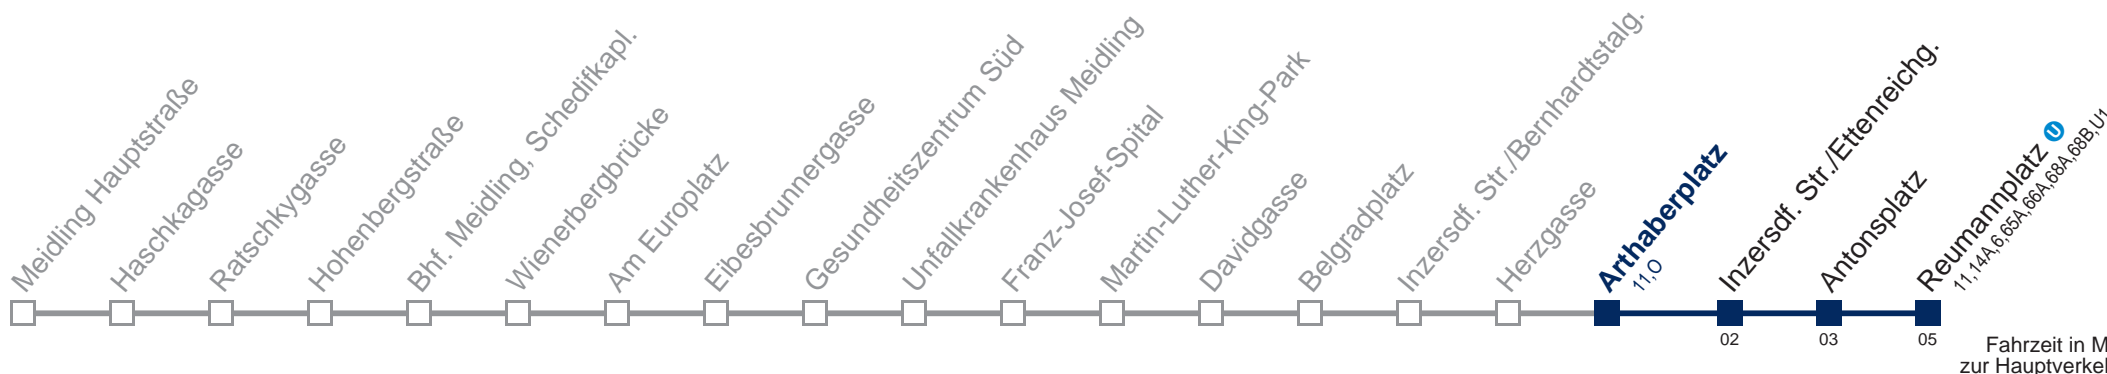 Meidling Hauptstraße
Haschkagasse
Ratschkygasse
Hohenbergstraße
Bhf. Meidling, Schedifkapl.
Wienerbergbrücke
Am Europlatz
Eibesbrunnergasse
Gesundheitszentrum Süd
Unfallkrankenhaus Meidling
Franz-Josef-Spital
Martin-Luther-King-Park
Davidgasse
Belgradplatz
Inzersdf. Str./Bernhardtstalg.
Herzgasse
Arthaberplatz
11,O
Inzersdf. Str./Ettenreichg.
Antonsplatz
Reumannplatz U
11,14A,6,65A,66A,68A,68B,U1
02
03
05
Fahrzeit in M
zur Hauptverkel